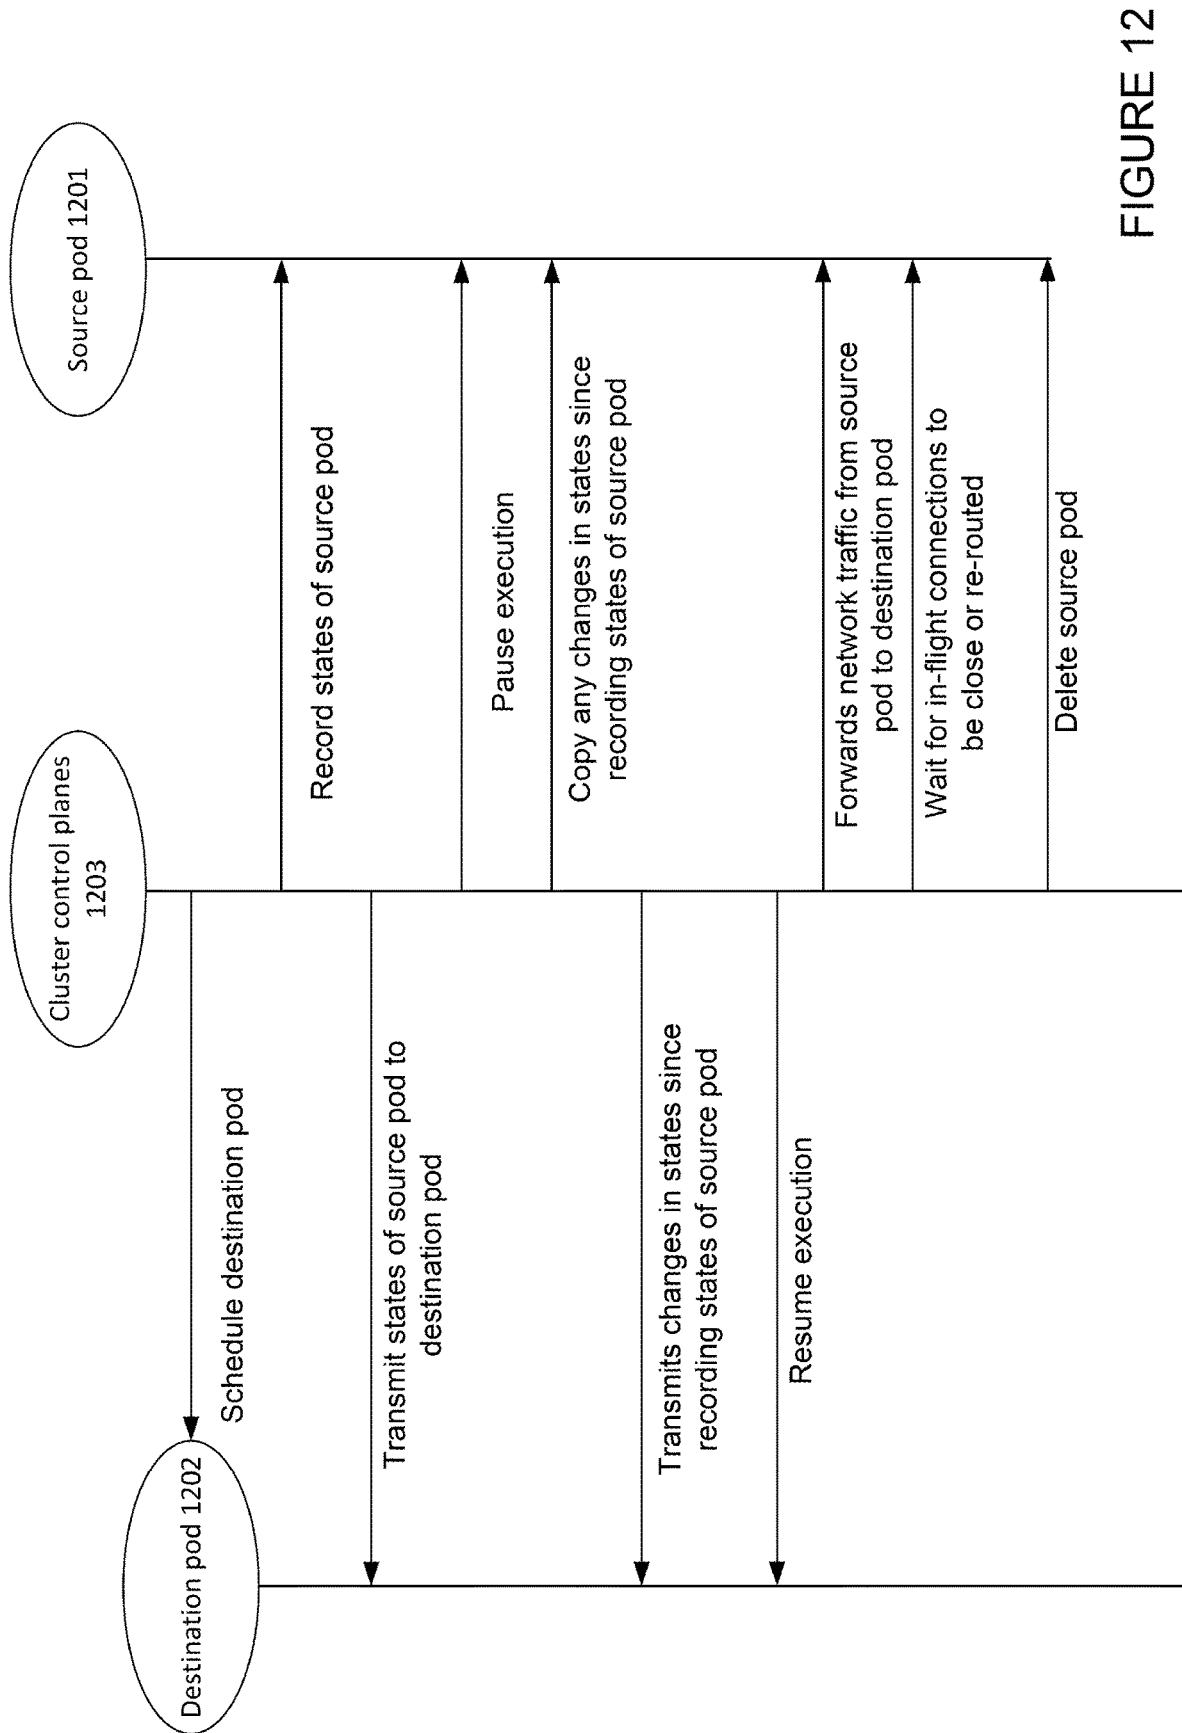 Destination pod 1202
Cluster control planes
1203
Source pod 1201
Schedule destination pod
Record states of source pod
Transmit states of source pod to
destination pod
Pause execution
Copy any changes in states since
recording states of source pod
Transmits changes in states since
recording states of source pod
Resume execution
Forwards network traffic from source
pod to destination pod
Wait for in-flight connections to
be close or re-routed
Delete source pod
FIGURE 12